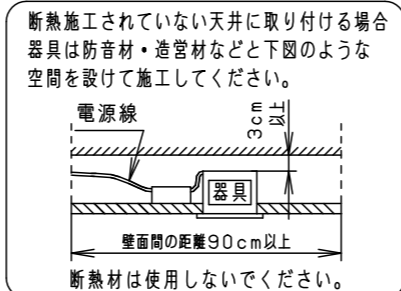 断熱施工されていない天井に取り付ける場合
器具は防音材・造営材などと下図のような
空間を設けて施工してください。
電源線
3cm
以上
器具
壁面間の距離90cm以上
断熱材は使用しないでください。